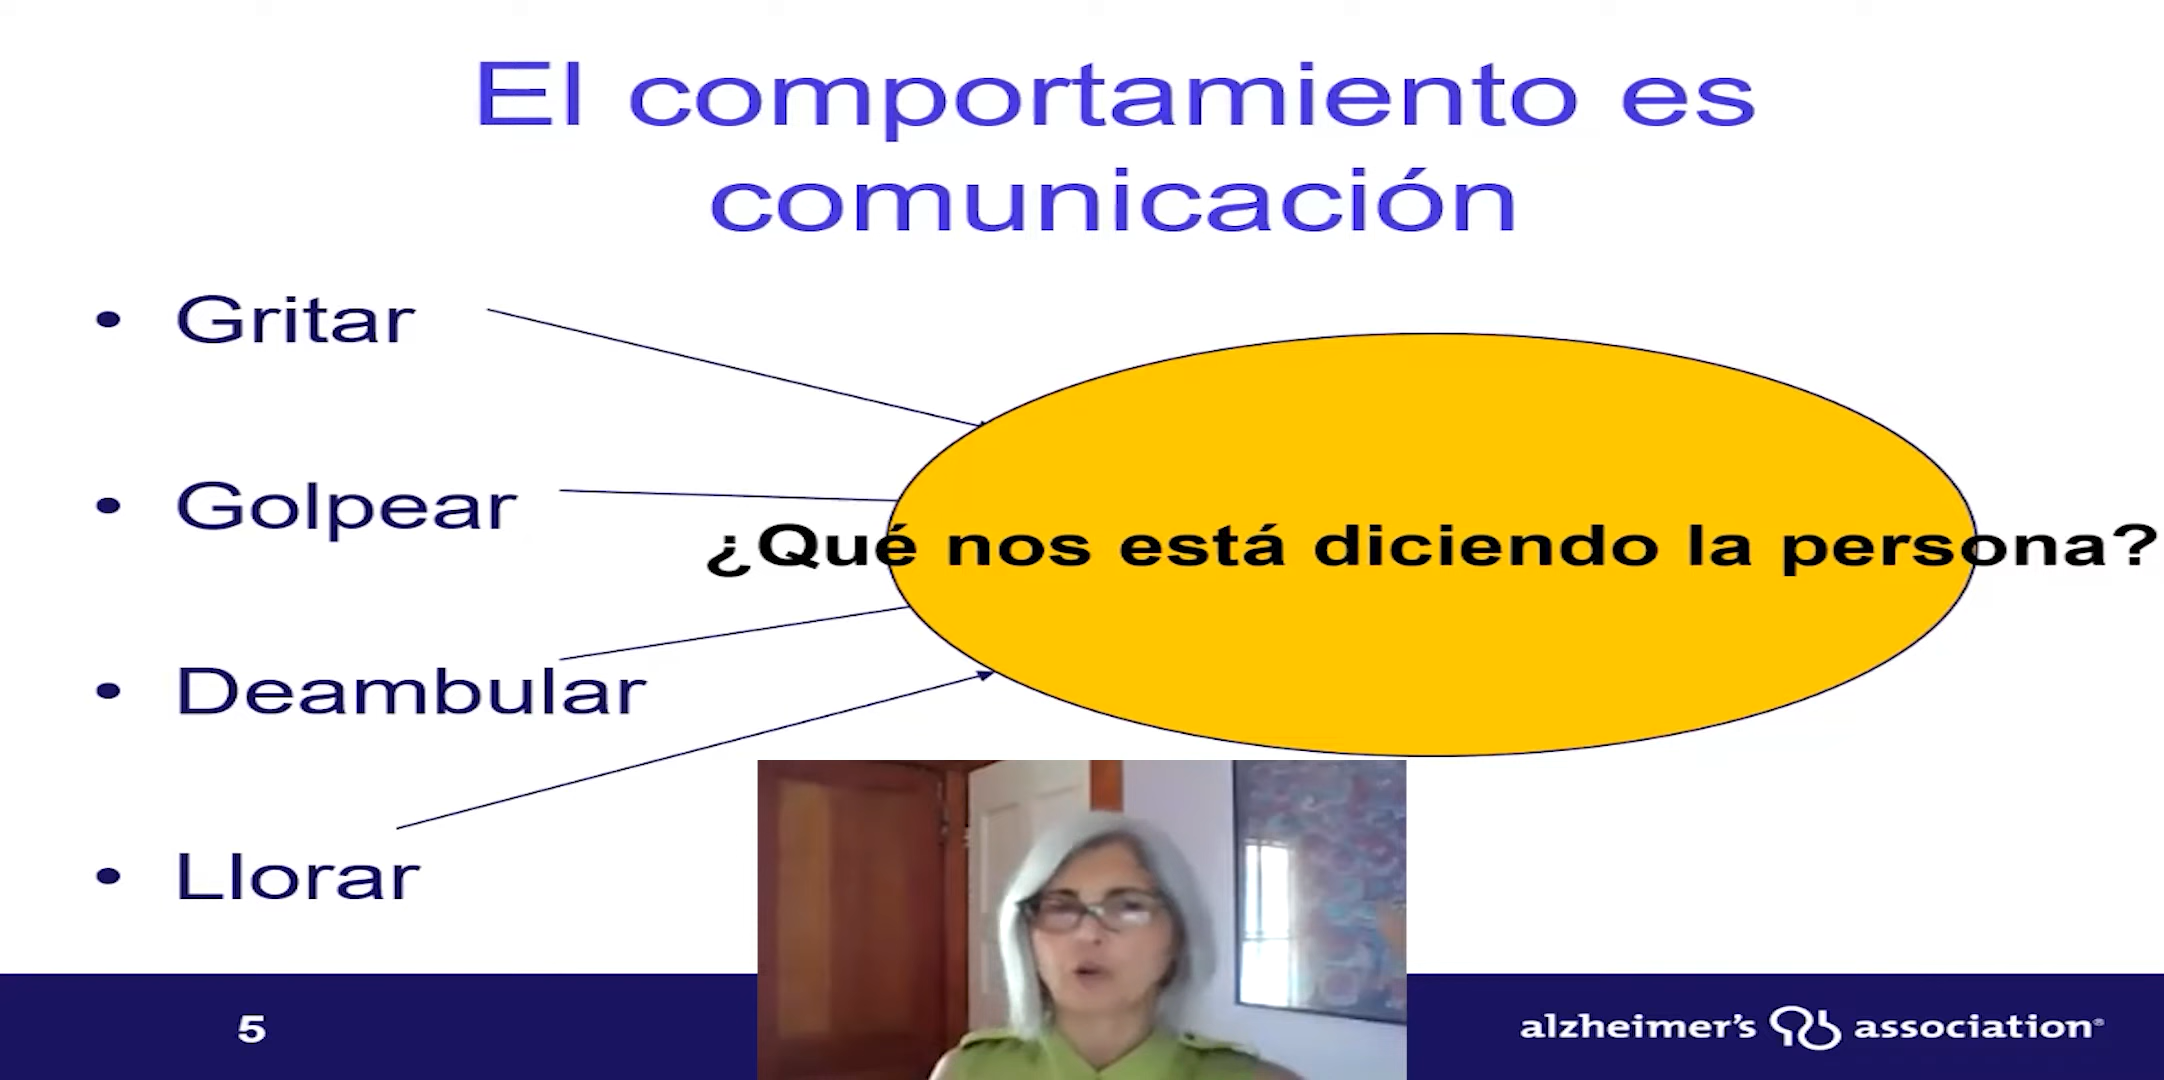 El comportamiento es
comunicación
• Gritar
• Golpear
¿Qué nos está diciendo la persona?
• Deambular
• Llorar
5
alzheimer's association®